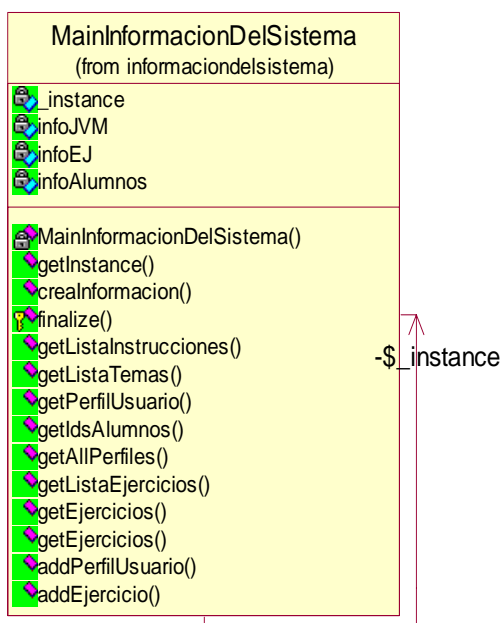 MainInformacionDelSistema
(from informaciondelsistema)
_instance
infoJVM
infoEJ
infoAlumnos
MainInformacionDelSistema()
getInstance()
creaInformacion()
finalize()
getListaInstrucciones()
getListaTemas()
getPerfilUsuario()
getIdsAlumnos()
getAllPerfiles()
getListaEjercicios()
getEjercicios()
getEjercicios()
addPerfilUsuario()
addEjercicio()
-$_instance